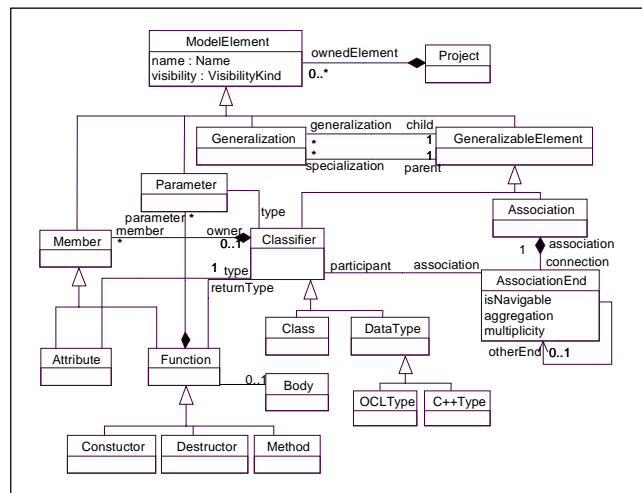 ModelElement
name : Name
visibility : VisibilityKind
ownedElement
0..*
Project
Generalization
generalization
child
*
1
*
1
specialization
parent
GeneralizableElement
Parameter
type
parameter *
Association
Member
member
*
owner
0..1
Classifier
1
association
connection
1 type
returnType
participant
association
AssociationEnd
isNavigable
aggregation
multiplicity
otherEnd
0..1
Class
DataType
Attribute
Function
0..1
Body
OCLType
C++Type
Constuctor
Destructor
Method